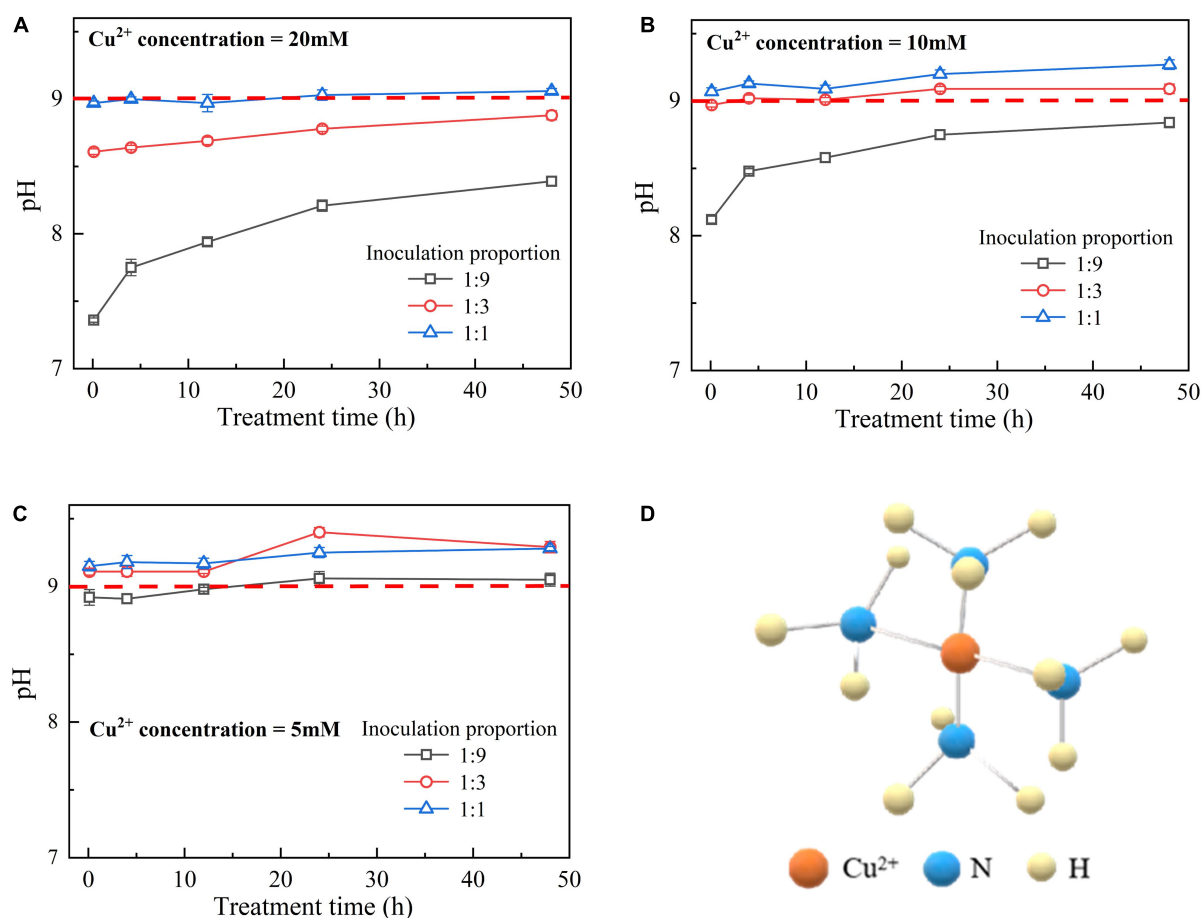 A
Cu²⁺ concentration = 20mM
9
8
7
pH
Inoculation proportion
1:9
1:3
1:1
0 10 20 30 40 50
Treatment time (h)
B
Cu²⁺ concentration = 10mM
9
8
7
pH
Inoculation proportion
1:9
1:3
1:1
0 10 20 30 40 50
Treatment time (h)
C
9
8
7
pH
Cu²⁺ concentration = 5mM
Inoculation proportion
1:9
1:3
1:1
0 10 20 30 40 50
Treatment time (h)
D
Cu²⁺ N H